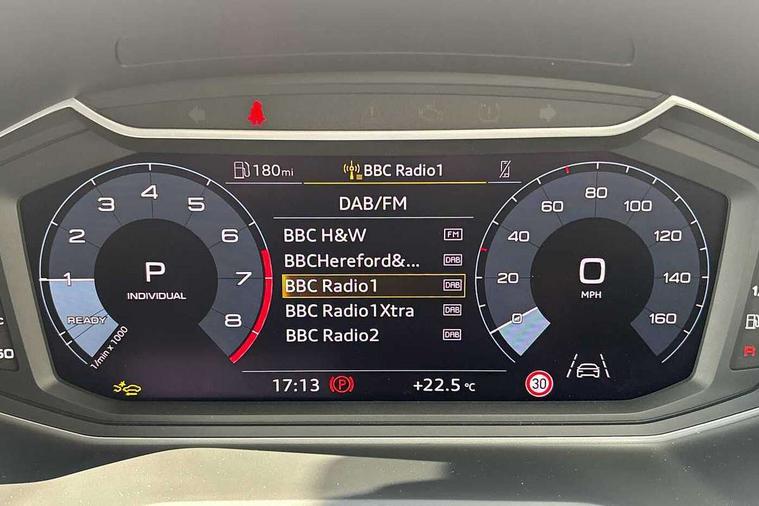 180mi
BBC Radio1
DAB/FM
BBC H&W FM
BBCHereford&... DAB
BBC Radio1 DAB
BBC Radio1Xtra DAB
BBC Radio2 DAB
READY 1 2 3 4 5 6 7 8
1/min x 1000
P
INDIVIDUAL
0 20 40 60 80 100 120 140 160
0
MPH
17:13 (P) +22.5 °C
30